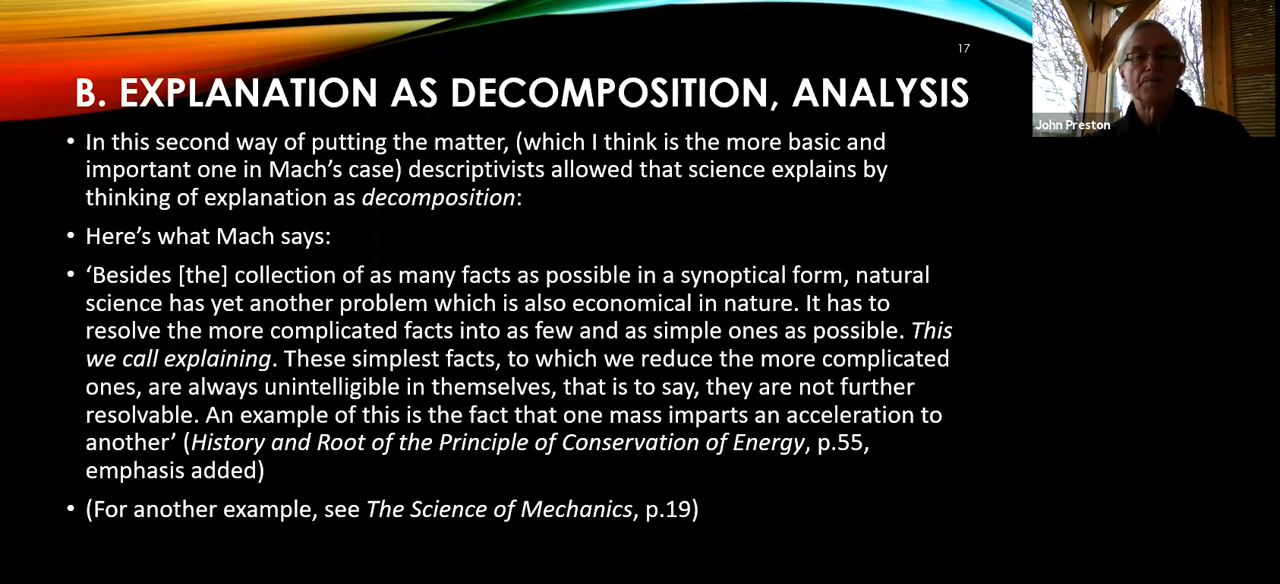 17
B. EXPLANATION AS DECOMPOSITION, ANALYSIS
John Preston
• In this second way of putting the matter, (which I think is the more basic and
important one in Mach’s case) descriptivists allowed that science explains by
thinking of explanation as decomposition:
• Here’s what Mach says:
• ‘Besides [the] collection of as many facts as possible in a synoptical form, natural
science has yet another problem which is also economical in nature. It has to
resolve the more complicated facts into as few and as simple ones as possible. This
we call explaining. These simplest facts, to which we reduce the more complicated
ones, are always unintelligible in themselves, that is to say, they are not further
resolvable. An example of this is the fact that one mass imparts an acceleration to
another’ (History and Root of the Principle of Conservation of Energy, p.55,
emphasis added)
• (For another example, see The Science of Mechanics, p.19)